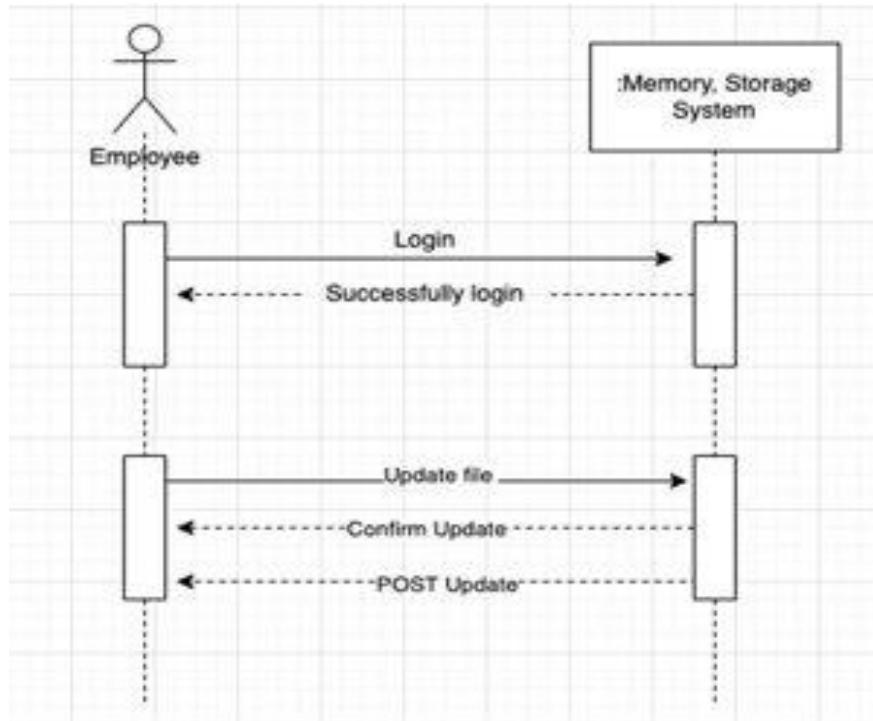 :Memory, Storage
System
Employee
Login
Successfully login
Update file
Confirm Update
POST Update